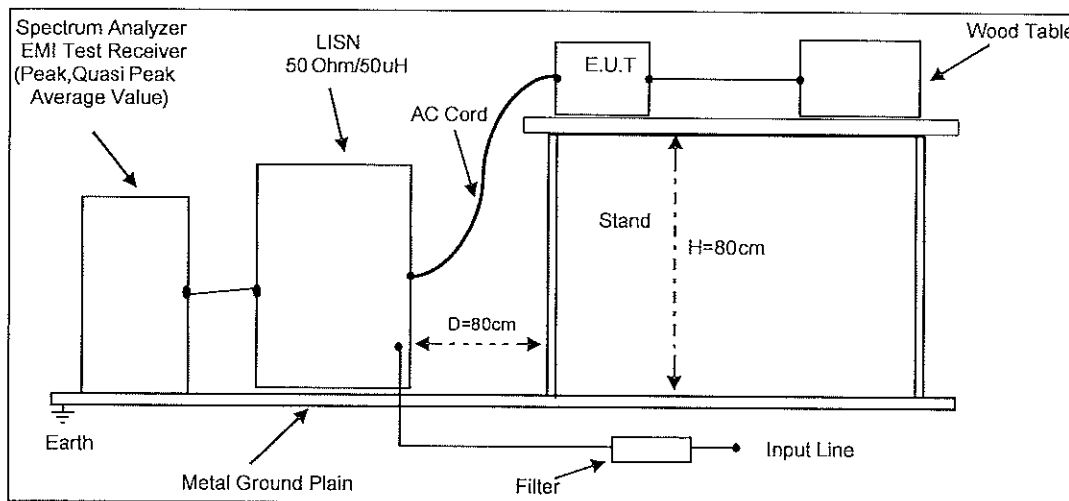 Spectrum Analyzer
EMI Test Receiver
(Peak,Quasi Peak
Average Value)
LISN
50 Ohm/50uH
AC Cord
E.U.T
Wood Table
Stand
H=80cm
D=80cm
Earth
Metal Ground Plain
Filter
Input Line